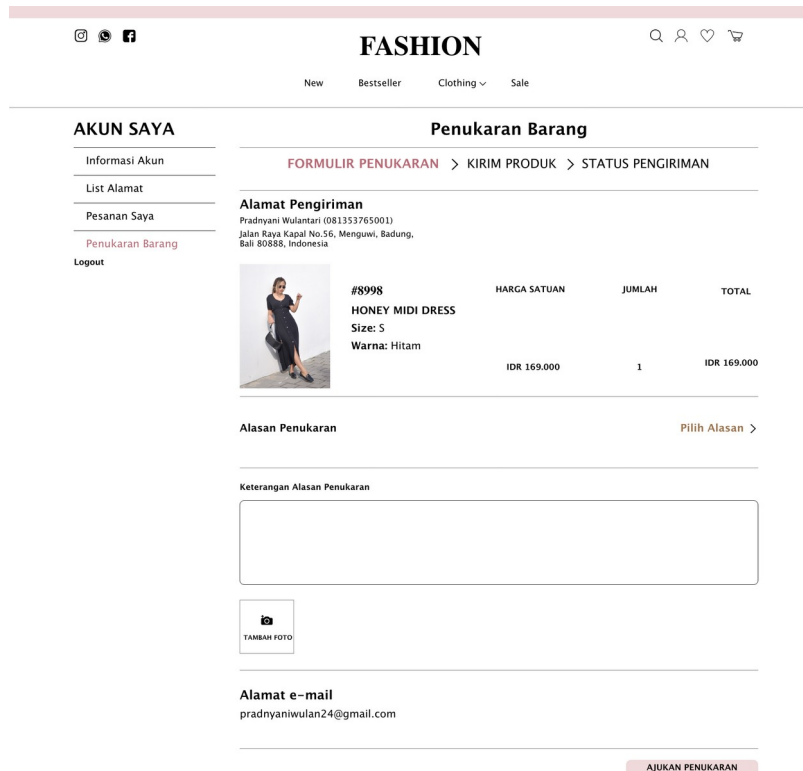 FASHION
New Bestseller Clothing Sale
AKUN SAYA
Informasi Akun
List Alamat
Pesanan Saya
Penukaran Barang
Logout
Penukaran Barang
FORMULIR PENUKARAN > KIRIM PRODUK > STATUS PENGIRIMAN
Alamat Pengiriman
Pradnyani Wulantari (081353765001)
Jalan Raya Kapal No.56, Menguwi, Badung,
Bali 80888, Indonesia
#8998
HONEY MIDI DRESS
Size: S
Warna: Hitam
HARGA SATUAN JUMLAH TOTAL
IDR 169.000 1 IDR 169.000
Alasan Penukaran
Pilih Alasan >
Keterangan Alasan Penukaran
TAMBAH FOTO
Alamat e-mail
pradnyaniwulan24@gmail.com
AJUKAN PENUKARAN